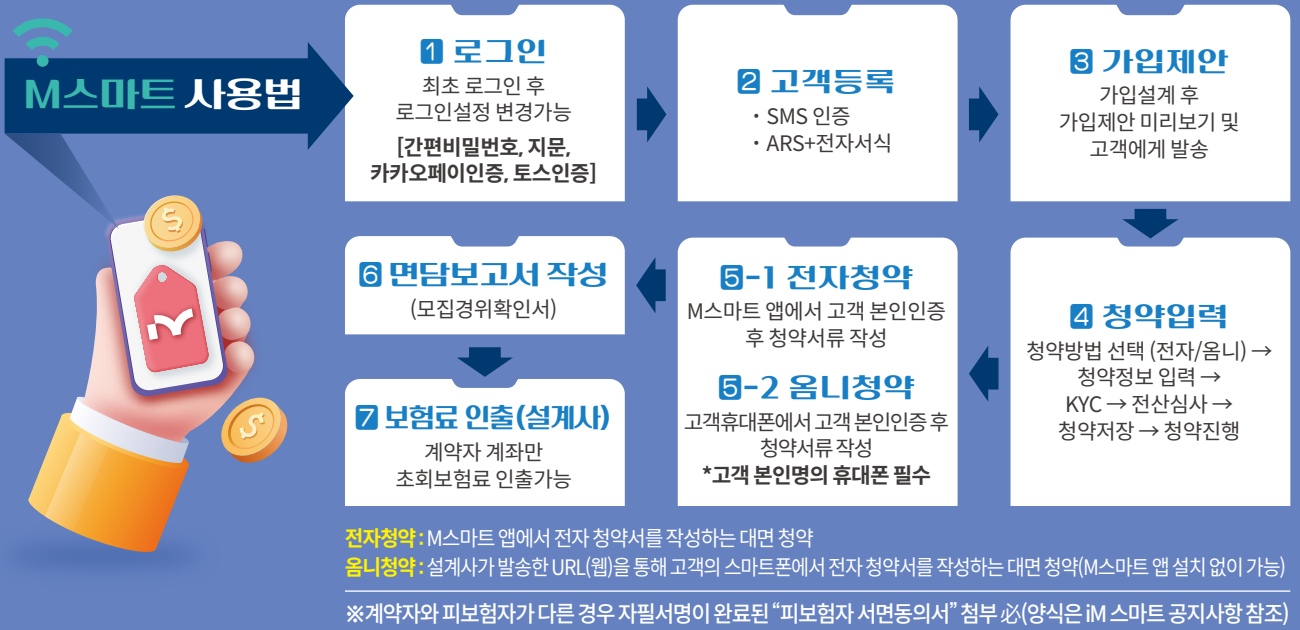 M스마트 사용법
1 로그인
최초 로그인 후
로그인설정 변경가능
[간편비밀번호, 지문,
카카오페이인증, 토스인증]
2 고객등록
· SMS 인증
· ARS+전자서식
3 가입제안
가입설계 후
가입제안 미리보기 및
고객에게 발송
4 청약입력
청약방법 선택 (전자/옴니) →
청약정보 입력 →
KYC → 전산심사 →
청약저장 → 청약진행
5-1 전자청약
M스마트 앱에서 고객 본인인증
후 청약서류 작성
5-2 옴니청약
고객휴대폰에서 고객 본인인증 후
청약서류 작성
*고객 본인명의 휴대폰 필수
6 면담보고서 작성
(모집경위확인서)
7 보험료 인출(설계사)
계약자 계좌만
초회보험료 인출가능
전자청약 : M스마트 앱에서 전자 청약서를 작성하는 대면 청약
옴니청약 : 설계사가 발송한 URL(웹)을 통해 고객의 스마트폰에서 전자 청약서를 작성하는 대면 청약(M스마트 앱 설치 없이 가능)
※계약자와 피보험자가 다른 경우 자필서명이 완료된 “피보험자 서면동의서” 첨부 必(양식은 iM 스마트 공지사항 참조)